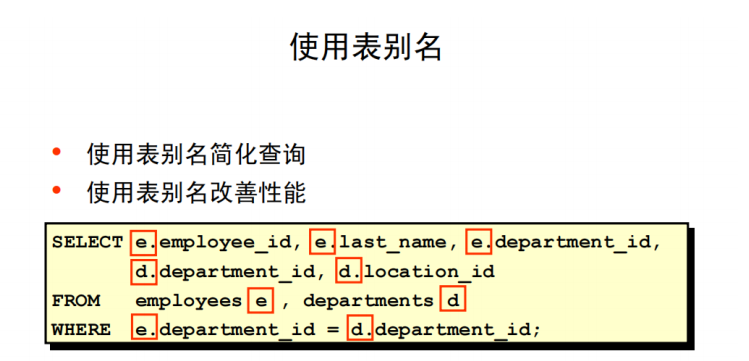 使用表别名
• 使用表别名简化查询
• 使用表别名改善性能
SELECT e.employee_id, e.last_name, e.department_id,
d.department_id, d.location_id
FROM employees e , departments d
WHERE e.department_id = d.department_id;